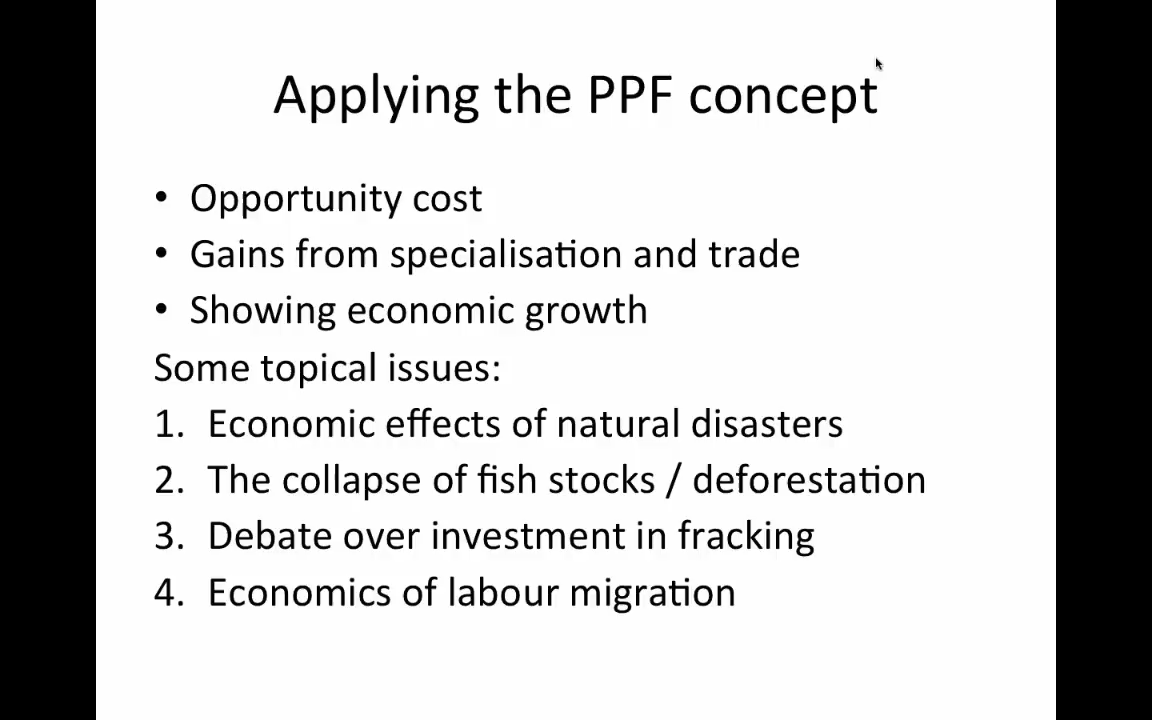 Applying the PPF concept
• Opportunity cost
• Gains from specialisation and trade
• Showing economic growth
Some topical issues:
1. Economic effects of natural disasters
2. The collapse of fish stocks / deforestation
3. Debate over investment in fracking
4. Economics of labour migration